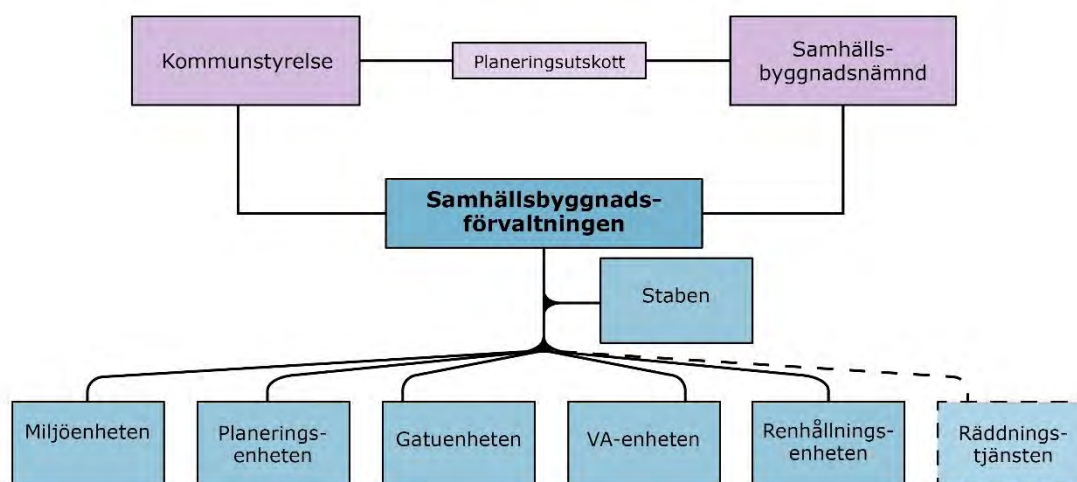 Kommunstyrelse
Planeringsutskott
Samhälls-
byggnadsnämnd
Samhällsbyggnads-
förvaltningen
Staben
Miljöenheten
Planerings-
enheten
Gatuenheten
VA-enheten
Renhållnings-
enheten
Räddnings-
tjänsten